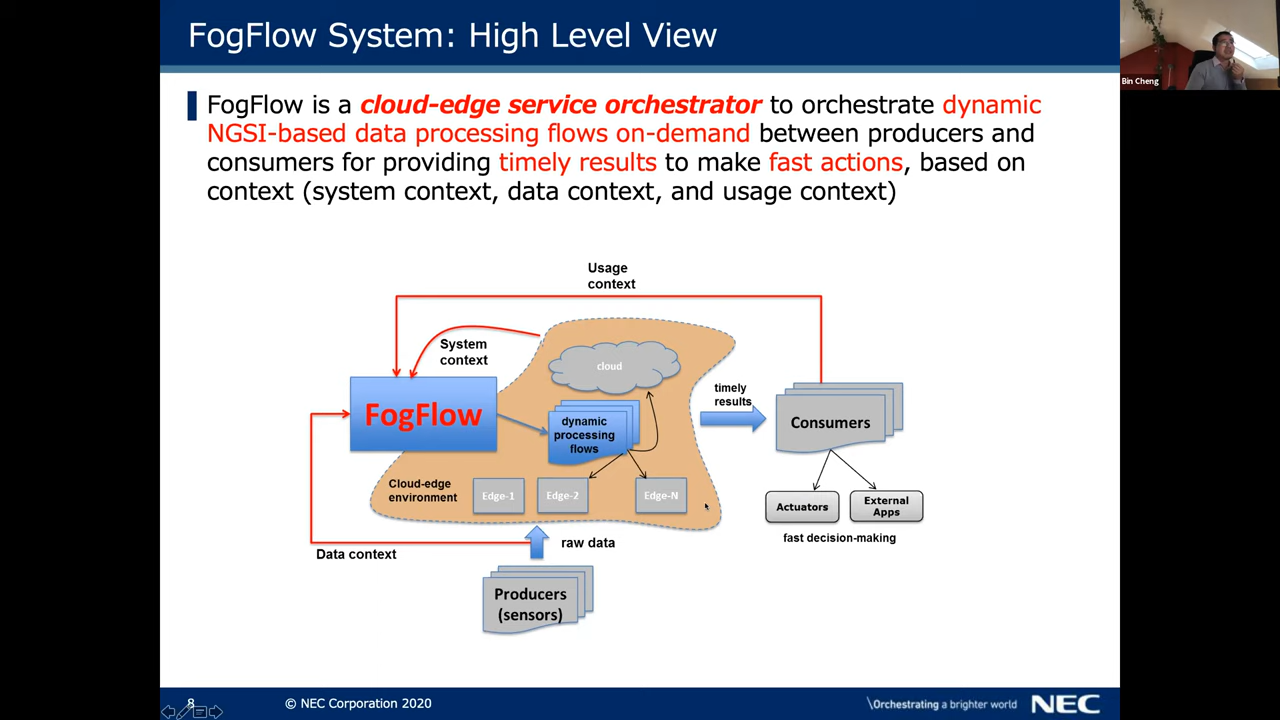 FogFlow System: High Level View
Bin Cheng
FogFlow is a cloud-edge service orchestrator to orchestrate dynamic
NGSI-based data processing flows on-demand between producers and
consumers for providing timely results to make fast actions, based on
context (system context, data context, and usage context)
Usage
context
System
context
cloud
FogFlow
dynamic
processing
flows
timely
results
Consumers
Cloud-edge
environment
Edge-1
Edge-2
Edge-N
Actuators
External
Apps
fast decision-making
raw data
Data context
Producers
(sensors)
8
© NEC Corporation 2020
\Orchestrating a brighter world
NEC